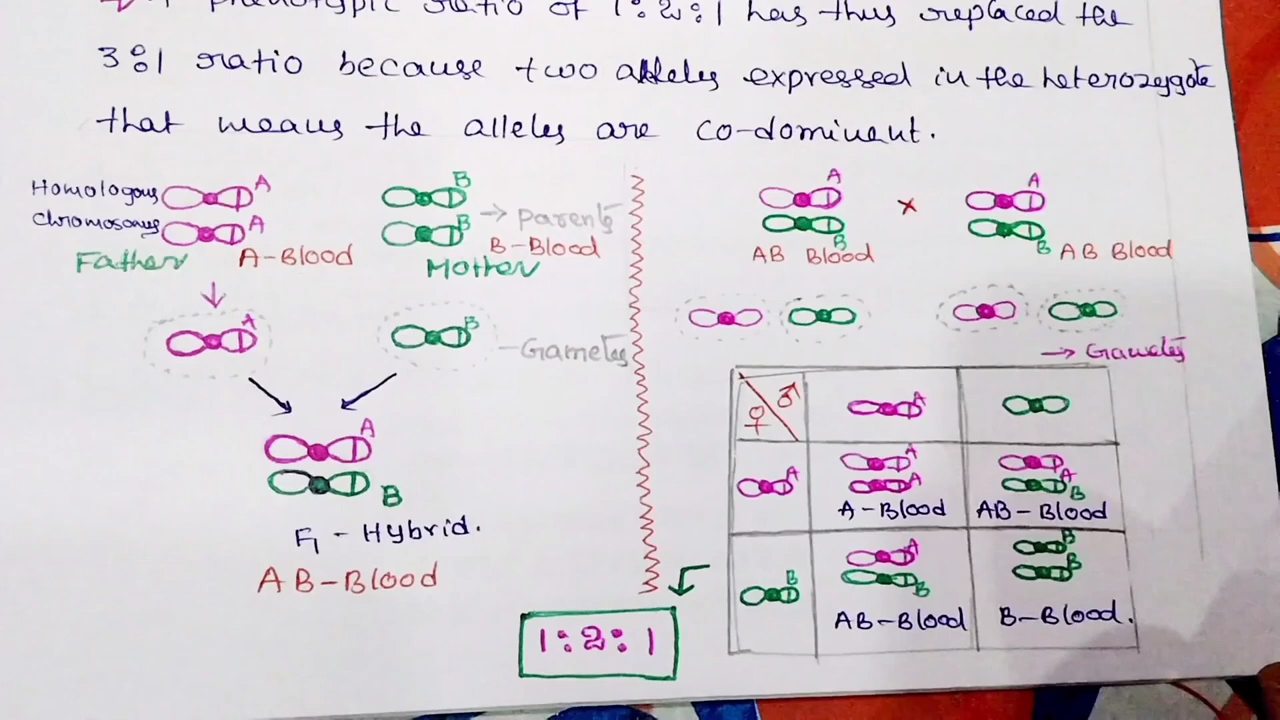 phenotypic ratio of 1:2:1 has thus replaced the
3:1 ratio because two alleles expressed in the heterozygote
that means the alleles are co-dominent.
Homologous
Chromosomes
A
A
Father
A-Blood
B
B
→ parents
B-Blood
Mother
A
B
Gametes
A
B
F1 - Hybrid.
AB-Blood
A
B
AB Blood
×
A
B
AB Blood
→ Gametes
♀ ♂
A
A
A
A
A-Blood
A
B
AB-Blood
B
A
B
AB-Blood
B
B
B-Blood.
1:2:1